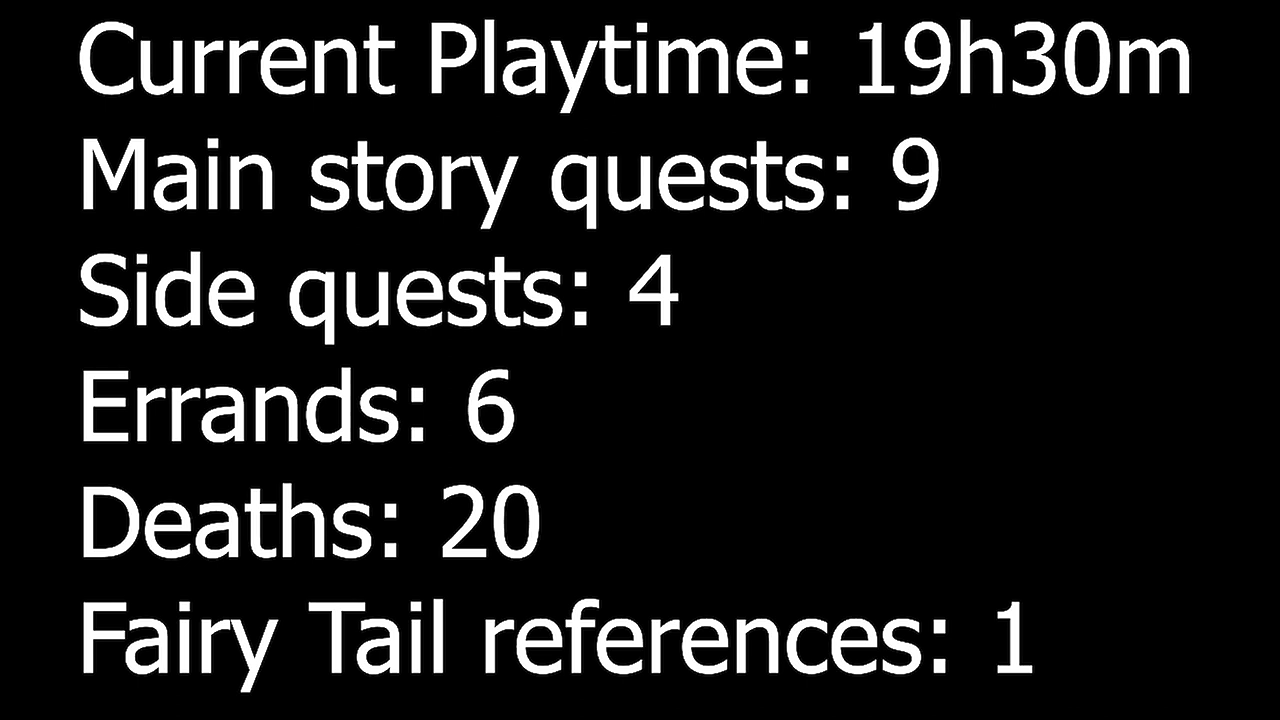 Current Playtime: 19h30m
Main story quests: 9
Side quests: 4
Errands: 6
Deaths: 20
Fairy Tail references: 1